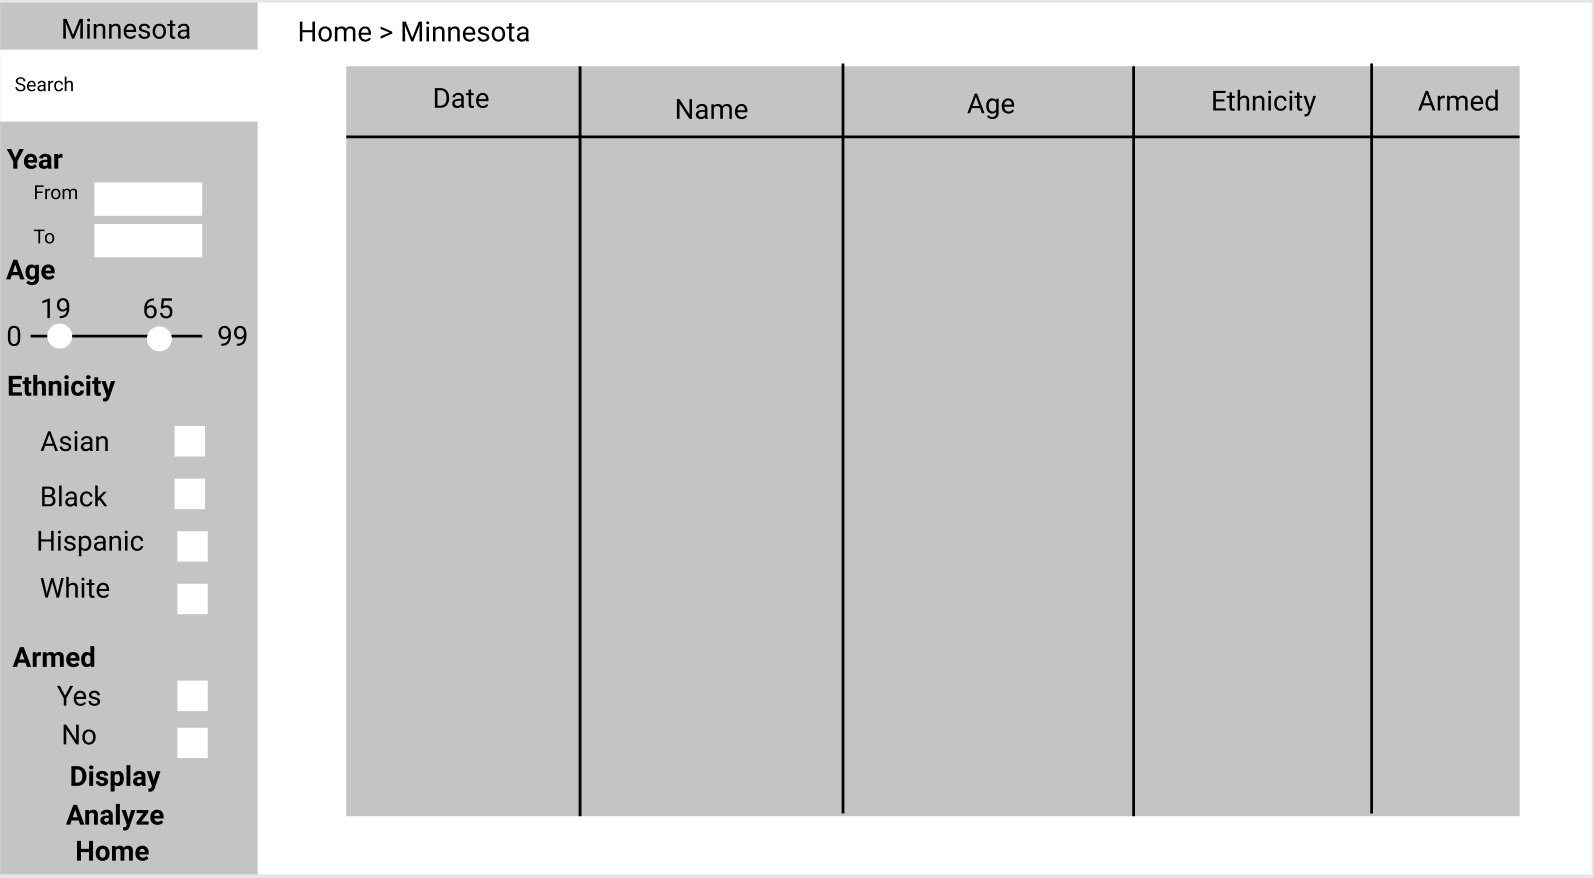 Minnesota
Search
Year
From
To
Age
19 65
0 99
Ethnicity
Asian
Black
Hispanic
White
Armed
Yes
No
Display
Analyze
Home
Home > Minnesota
Date Name Age Ethnicity Armed